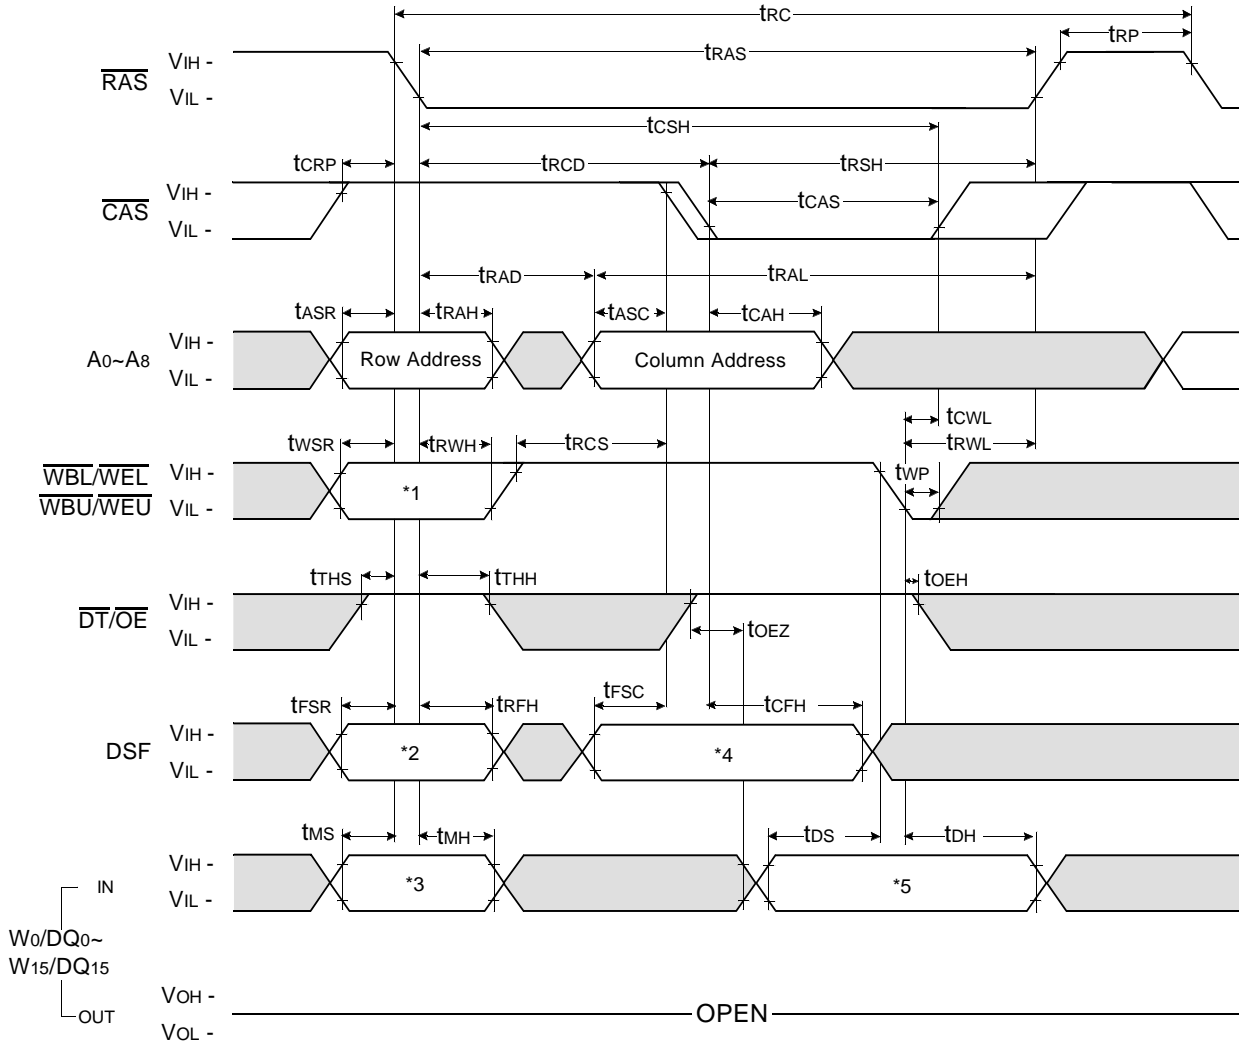 tRC
tRP
VIH -
RAS
VIL -
tRAS
tCSH
tCRP
tRCD
tRSH
VIH -
CAS
VIL -
tCAS
tRAD
tRAL
tASR
tRAH
tASC
tCAH
A0~A8
VIH -
VIL -
Row Address
Column Address
tCWL
tWSR
tRWH
tRCS
tRWL
WBL/WEL VIH -
WBU/WEU VIL -
*1
tWP
tTHS
tTHH
tOEH
DT/OE
VIH -
VIL -
tOEZ
tFSR
tRFH
tFSC
tCFH
DSF
VIH -
VIL -
*2
*4
tMS
tMH
tDS
tDH
VIH -
VIL -
*3
*5
IN
W0/DQ0~
W15/DQ15
OUT
VOH -
VOL -
OPEN